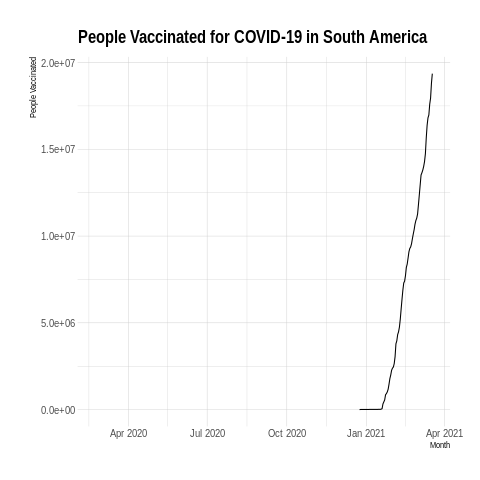 People Vaccinated for COVID-19 in South America
People Vaccinated
2.0e+07
1.5e+07
1.0e+07
5.0e+06
0.0e+00
Apr 2020 Jul 2020 Oct 2020 Jan 2021 Apr 2021
Month